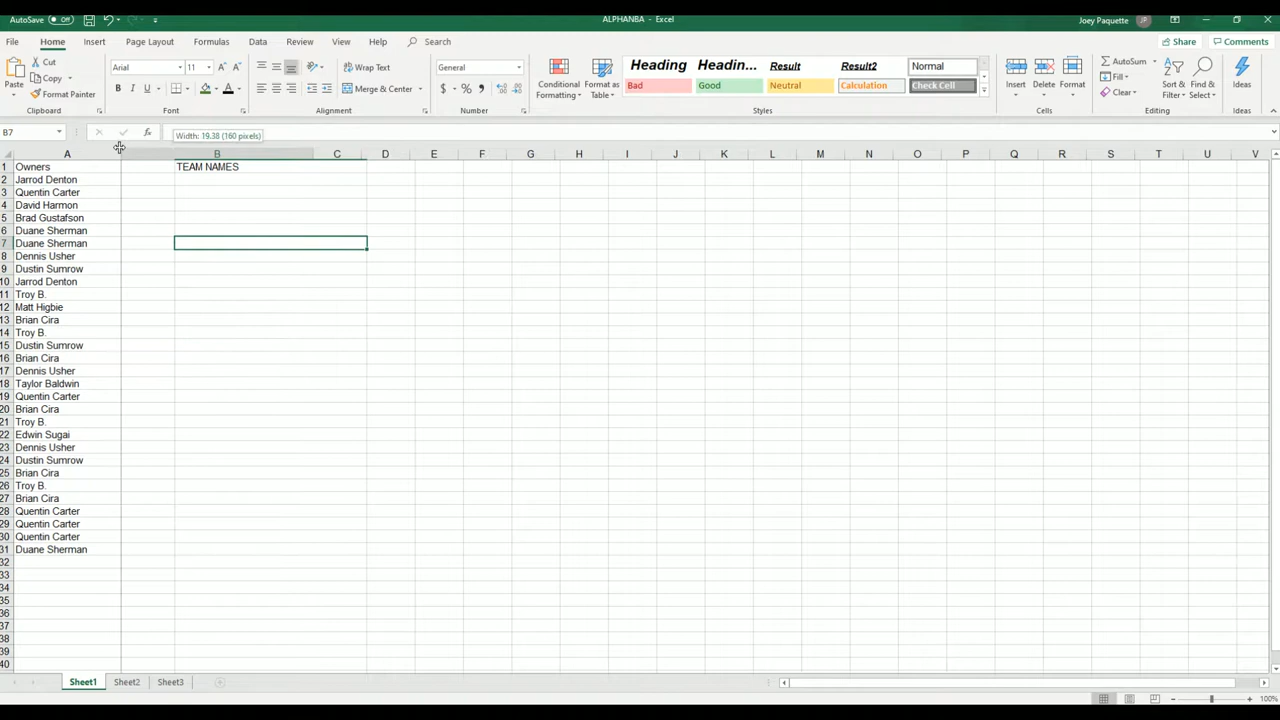 AutoSave Off ALPHANBA - Excel Joey Paquette JP
File Home Insert Page Layout Formulas Data Review View Help Search Share Comments
Paste Cut Copy Format Painter Clipboard
Arial 11 A A B I U A Font
Wrap Text Merge & Center Alignment
General $ % , Number
Conditional Formatting Format as Table
Heading Headin... Result Result2 Normal
Bad Good Neutral Calculation Check Cell
Styles
Insert Delete Format Cells
AutoSum Fill Clear Sort & Filter Find & Select Editing
Ideas Ideas
B7 fx Width: 19.38 (160 pixels)
A B C D E F G H I J K L M N O P Q R S T U V
1 Owners TEAM NAMES
2 Jarrod Denton
3 Quentin Carter
4 David Harmon
5 Brad Gustafson
6 Duane Sherman
7 Duane Sherman
8 Dennis Usher
9 Dustin Sumrow
10 Jarrod Denton
11 Troy B.
12 Matt Higbie
13 Brian Cira
14 Troy B.
15 Dustin Sumrow
16 Brian Cira
17 Dennis Usher
18 Taylor Baldwin
19 Quentin Carter
20 Brian Cira
21 Troy B.
22 Edwin Sugai
23 Dennis Usher
24 Dustin Sumrow
25 Brian Cira
26 Troy B.
27 Brian Cira
28 Quentin Carter
29 Quentin Carter
30 Quentin Carter
31 Duane Sherman
32
33
34
35
36
37
38
39
40
Sheet1 Sheet2 Sheet3
100%